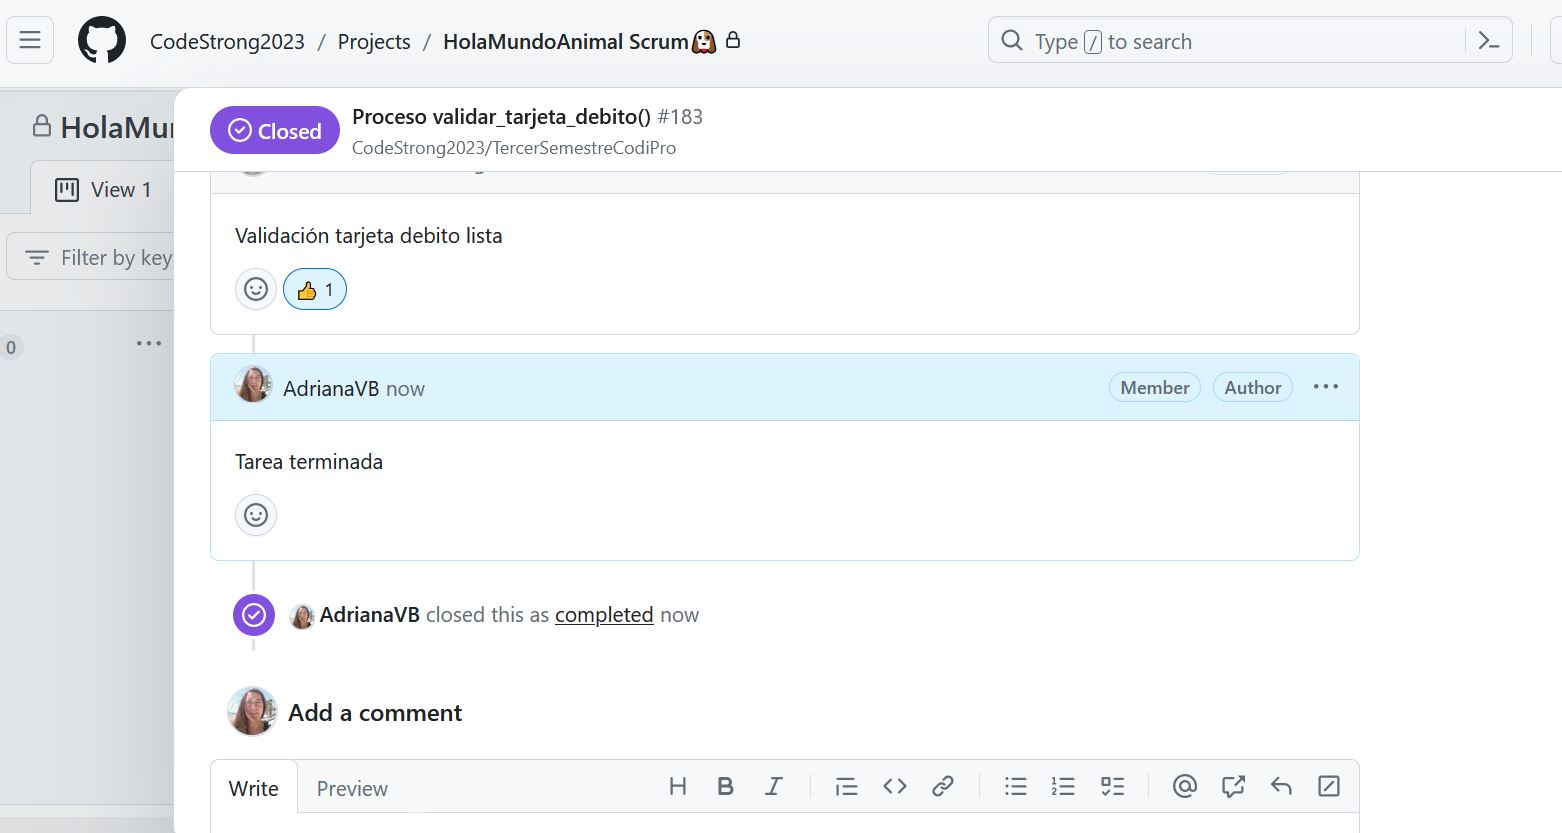 CodeStrong2023 / Projects / HolaMundoAnimal Scrum
Type / to search
HolaMu
Closed
Proceso validar_tarjeta_debito() #183
CodeStrong2023/TercerSemestreCodiPro
View 1
Filter by key
0
Validación tarjeta debito lista
1
AdrianaVB now
Member
Author
Tarea terminada
AdrianaVB closed this as completed now
Add a comment
Write
Preview